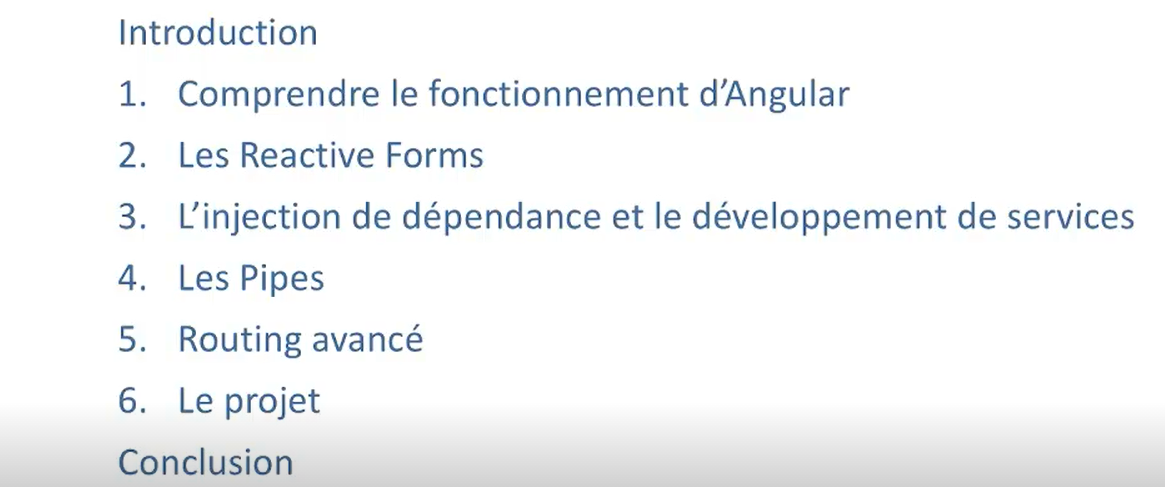 Introduction
1. Comprendre le fonctionnement d’Angular
2. Les Reactive Forms
3. L’injection de dépendance et le développement de services
4. Les Pipes
5. Routing avancé
6. Le projet
Conclusion